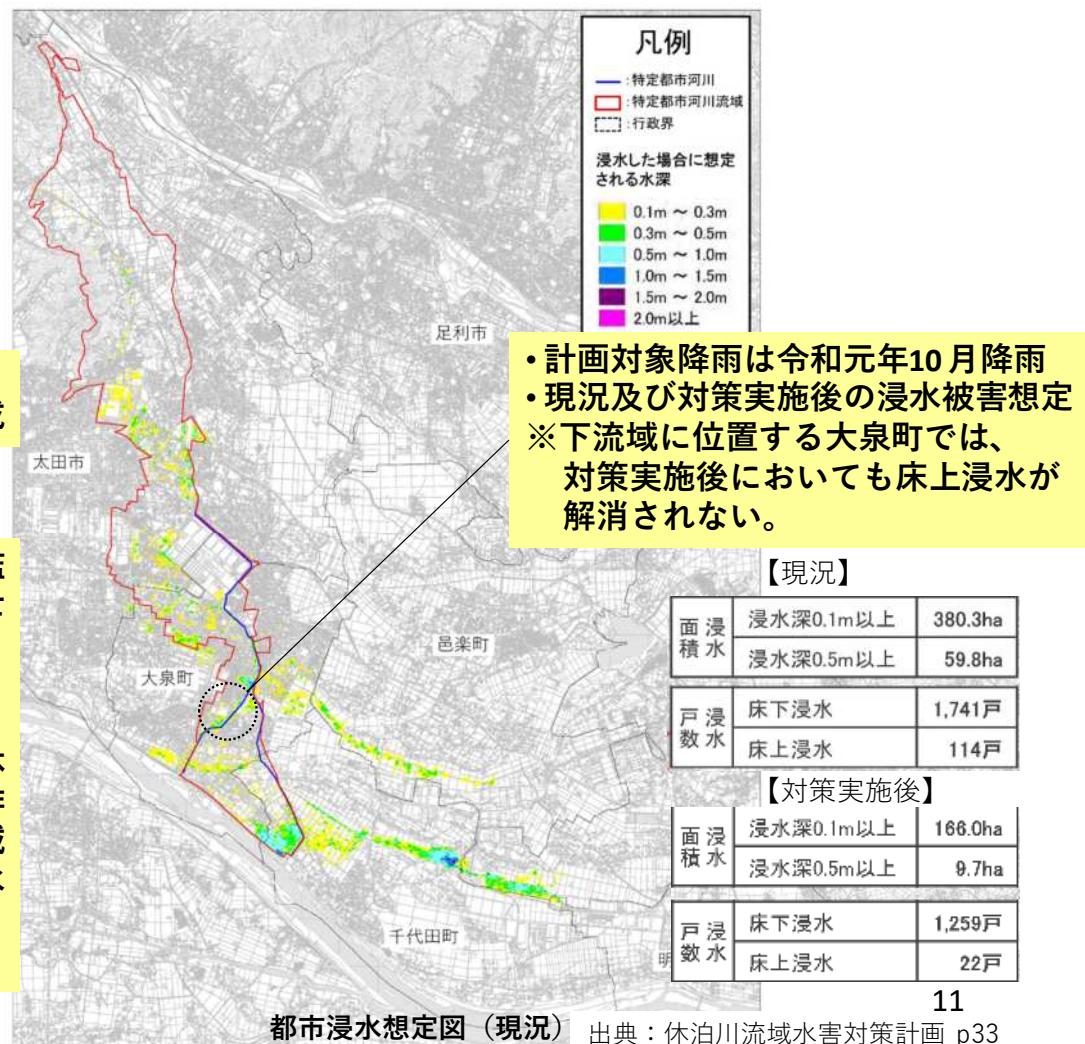 凡例
:特定都市河川
:特定都市河川流域
:行政界
浸水した場合に想定
される水深
0.1m ～ 0.3m
0.3m ～ 0.5m
0.5m ～ 1.0m
1.0m ～ 1.5m
1.5m ～ 2.0m
2.0m以上
足利市
太田市
大泉町
邑楽町
千代田町
明
• 計画対象降雨は令和元年10月降雨
• 現況及び対策実施後の浸水被害想定
※下流域に位置する大泉町では、
対策実施後においても床上浸水が
解消されない。
【現況】
浸水面積 浸水深0.1m以上 380.3ha
浸水深0.5m以上 59.8ha
浸水戸数 床下浸水 1,741戸
床上浸水 114戸
【対策実施後】
浸水面積 浸水深0.1m以上 166.0ha
浸水深0.5m以上 9.7ha
浸水戸数 床下浸水 1,259戸
床上浸水 22戸
11
都市浸水想定図（現況） 出典：休泊川流域水害対策計画 p33